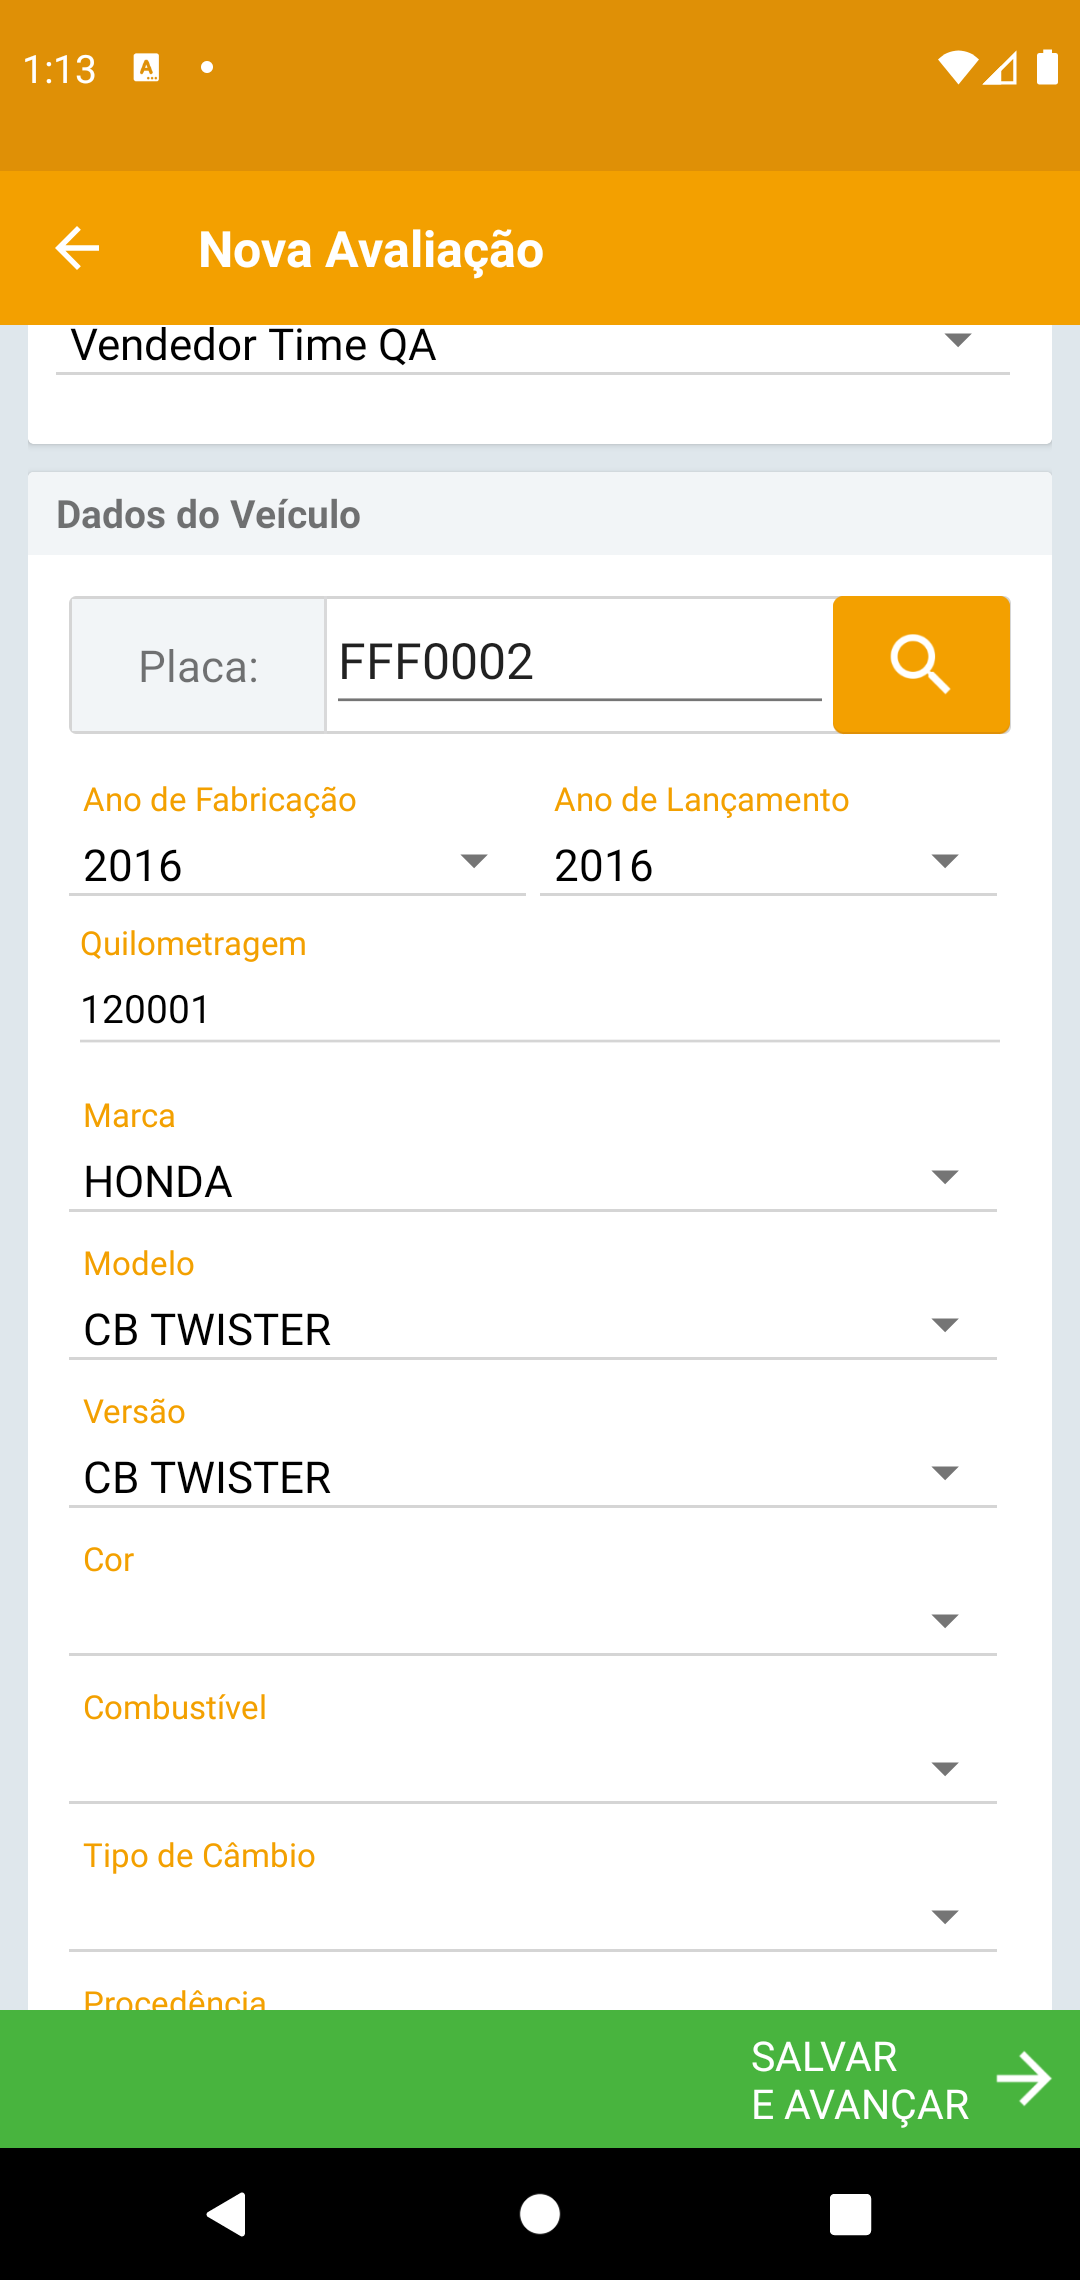 1:13
Nova Avaliação
Vendedor Time QA
Dados do Veículo
Placa: FFF0002
Ano de Fabricação Ano de Lançamento
2016 2016
Quilometragem
120001
Marca
HONDA
Modelo
CB TWISTER
Versão
CB TWISTER
Cor
Combustível
Tipo de Câmbio
Procedência
SALVAR
E AVANÇAR